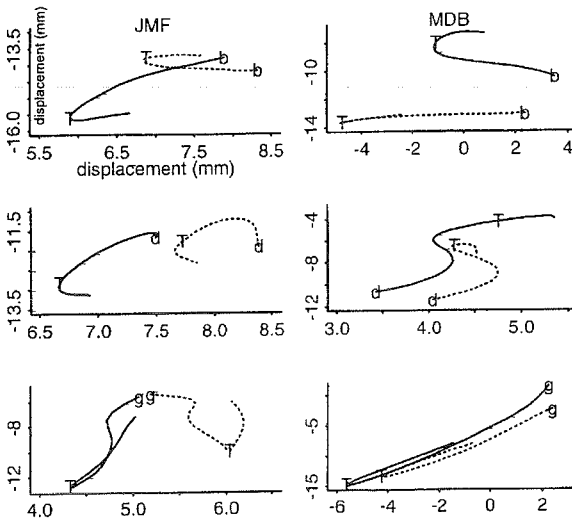 JMF
MDB
displacement (mm)
-13.5
-16.0
T
b
b
T
5.5
6.5
7.5
8.5
displacement (mm)
-10
-14
T
b
T
b
-4
-2
0
2
4
-11.5
-13.5
T
d
T
d
6.5
7.0
7.5
8.0
8.5
-4
-8
-12
T
T
d
d
3.0
4.0
5.0
-8
-12
g
g
T
T
4.0
5.0
6.0
-5
-15
g
g
T
T
-6
-4
-2
0
2